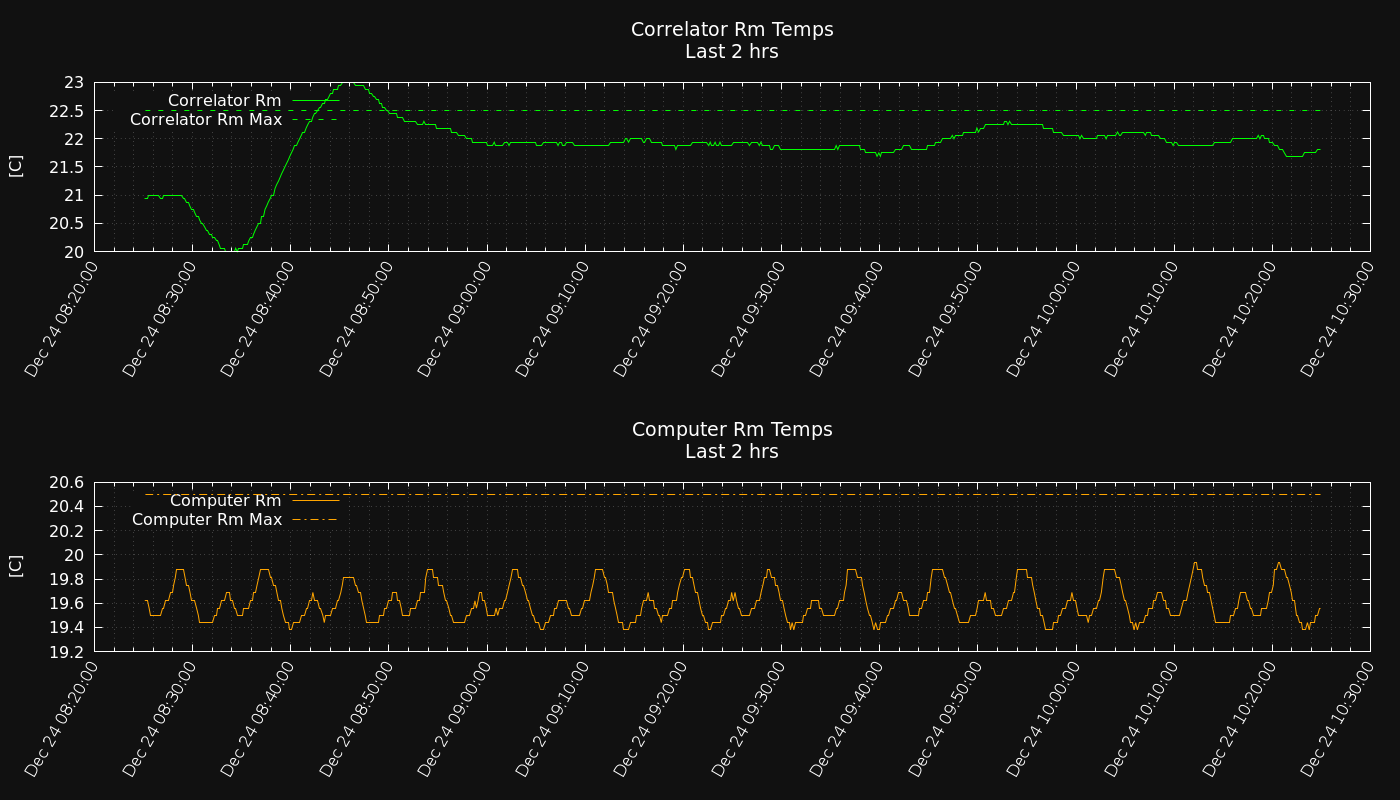 Correlator Rm Temps
Last 2 hrs
23
22.5
22
21.5
21
20.5
20
[C]
Correlator Rm
Correlator Rm Max
Dec 24 08:20:00
Dec 24 08:30:00
Dec 24 08:40:00
Dec 24 08:50:00
Dec 24 09:00:00
Dec 24 09:10:00
Dec 24 09:20:00
Dec 24 09:30:00
Dec 24 09:40:00
Dec 24 09:50:00
Dec 24 10:00:00
Dec 24 10:10:00
Dec 24 10:20:00
Dec 24 10:30:00
Computer Rm Temps
Last 2 hrs
20.6
20.4
20.2
20
19.8
19.6
19.4
19.2
[C]
Computer Rm
Computer Rm Max
Dec 24 08:20:00
Dec 24 08:30:00
Dec 24 08:40:00
Dec 24 08:50:00
Dec 24 09:00:00
Dec 24 09:10:00
Dec 24 09:20:00
Dec 24 09:30:00
Dec 24 09:40:00
Dec 24 09:50:00
Dec 24 10:00:00
Dec 24 10:10:00
Dec 24 10:20:00
Dec 24 10:30:00